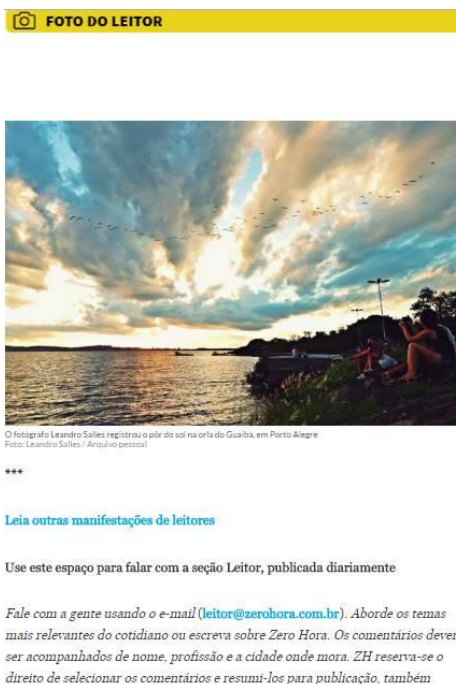 FOTO DO LEITOR
O fotógrafo Leandro Salles registrou o pôr do sol na orla do Guaíba, em Porto Alegre
Foto: Leandro Salles / Arquivo pessoal
***
Leia outras manifestações de leitores
Use este espaço para falar com a seção Leitor, publicada diariamente
Fale com a gente usando o e-mail (leitor@zerohora.com.br). Aborde os temas
mais relevantes do cotidiano ou escreva sobre Zero Hora. Os comentários devem
ser acompanhados de nome, profissão e a cidade onde mora. ZH reserva-se o
direito de selecionar os comentários e resumi-los para publicação, também